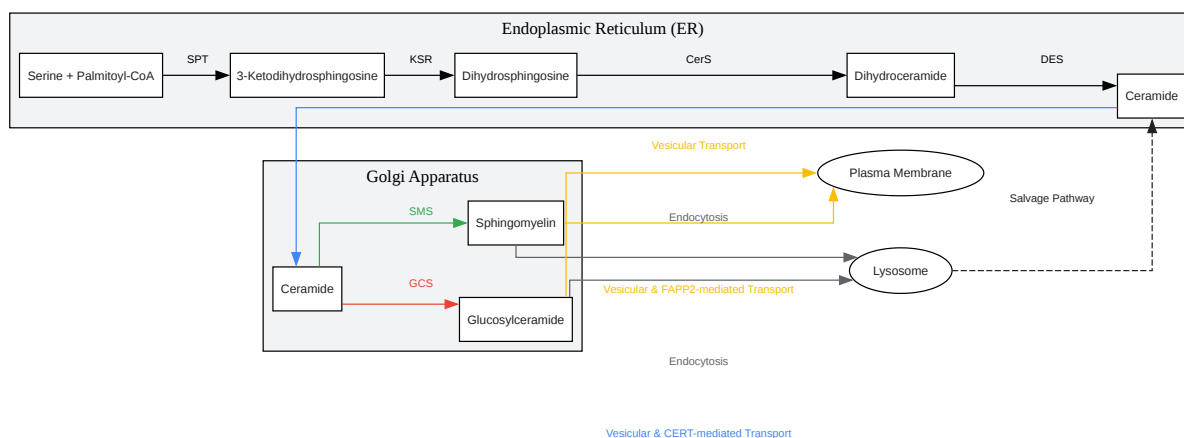 Endoplasmic Reticulum (ER)
SPT
KSR
CerS
DES
Serine + Palmitoyl-CoA
3-Ketodihydrosphingosine
Dihydrosphingosine
Dihydroceramide
Ceramide
Vesicular Transport
Golgi Apparatus
Plasma Membrane
Salvage Pathway
SMS
Sphingomyelin
Endocytosis
Lysosome
Ceramide
GCS
Vesicular & FAPP2-mediated Transport
Glucosylceramide
Endocytosis
Vesicular & CERT-mediated Transport